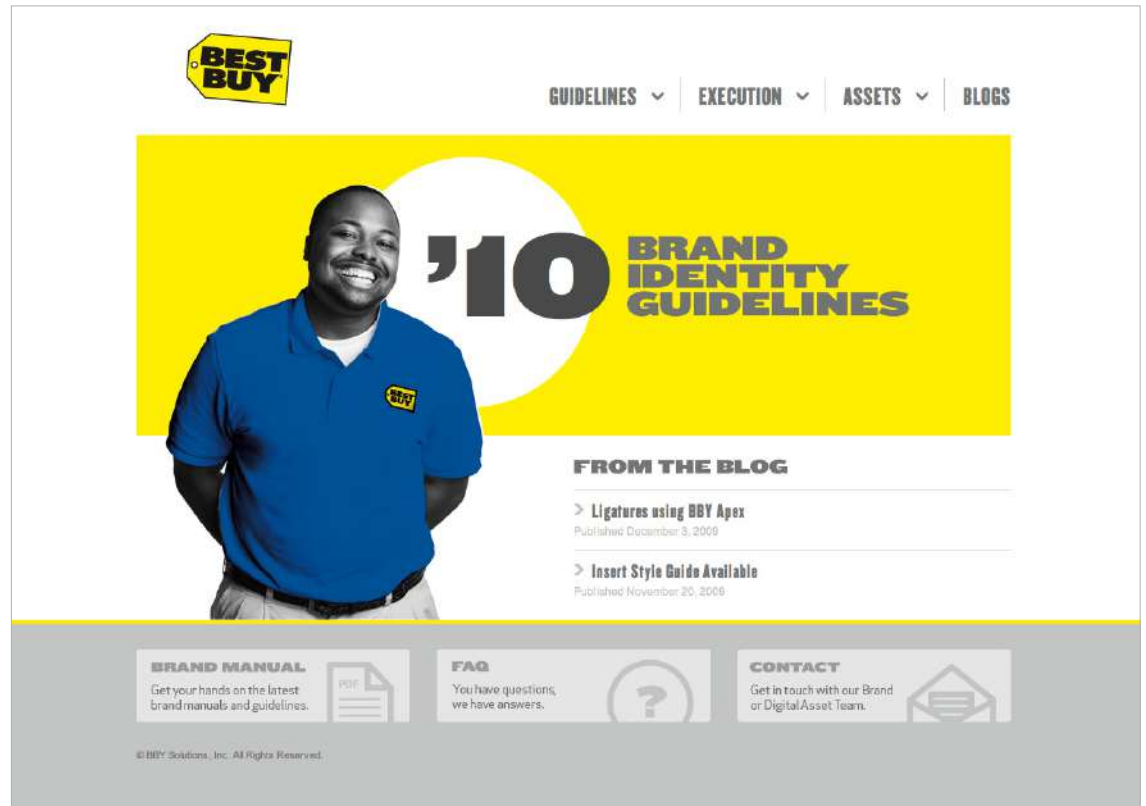 BEST
BUY
GUIDELINES
EXECUTION
ASSETS
BLOGS
’10
BRAND
IDENTITY
GUIDELINES
BEST
BUY
FROM THE BLOG
Ligatures using BBY Apex
Published December 3, 2009
Insert Style Guide Available
Published November 20, 2009
BRAND MANUAL
Get your hands on the latest
brand manuals and guidelines.
PDF
FAQ
You have questions,
we have answers.
?
CONTACT
Get in touch with our Brand
or Digital Asset Team.
© BBY Solutions, Inc. All Rights Reserved.